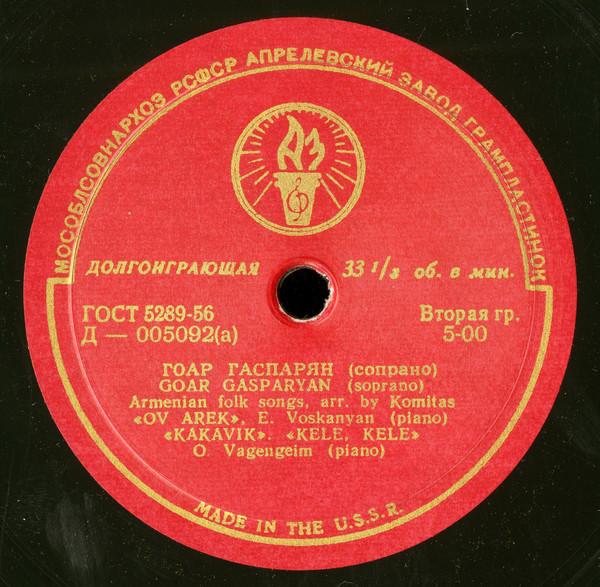 МОСОБЛСОВНАРХОЗ РСФСР АПРЕЛЕВСКИЙ ЗАВОД ГРАМПЛАСТИНОК
АЗ
ДОЛГОИГРАЮЩАЯ 33 1/3 об. в мин.
ГОСТ 5289-56 Вторая гр.
Д — 005092(а) 5-00
ГОАР ГАСПАРЯН (сопрано)
GOAR GASPARYAN (soprano)
Armenian folk songs, arr. by Komitas
«OV AREK», E. Voskanyan (piano)
«KAKAVIK». «KELE, KELE»
O. Vagengeim (piano)
MADE IN THE U.S.S.R.